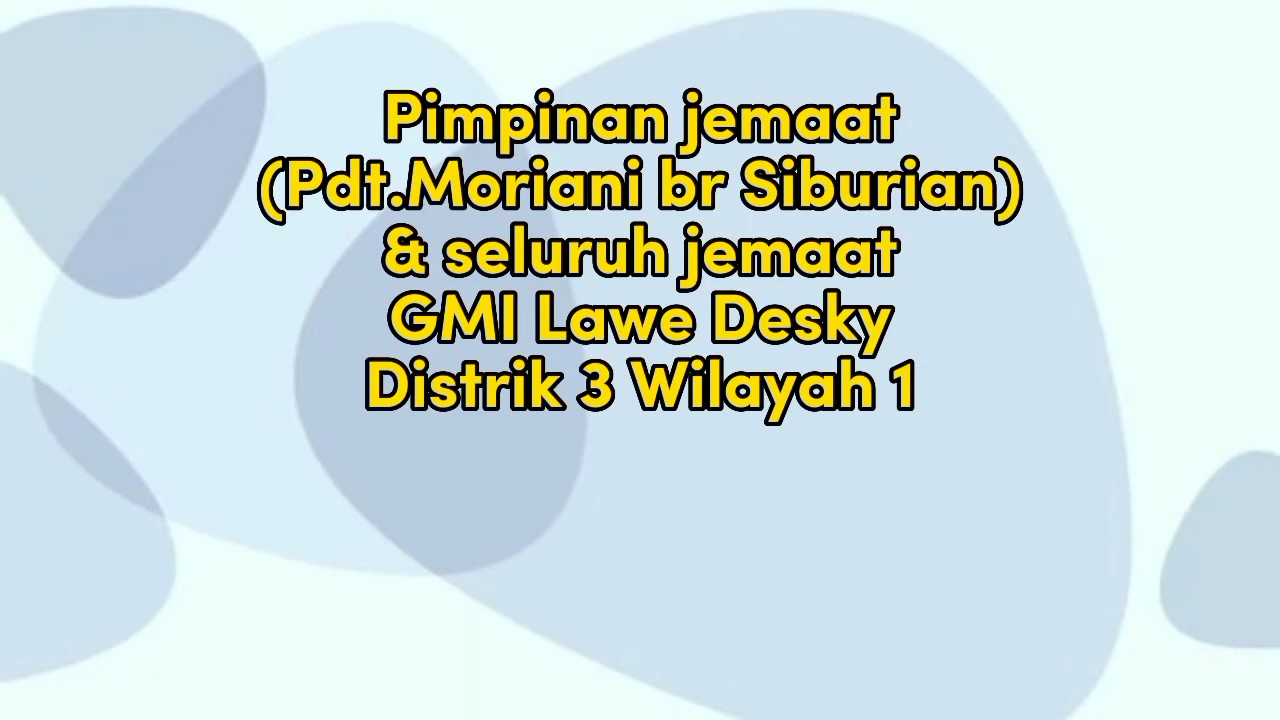 Pimpinan jemaat
(Pdt.Moriani br Siburian)
& seluruh jemaat
GMI Lawe Desky
Distrik 3 Wilayah 1